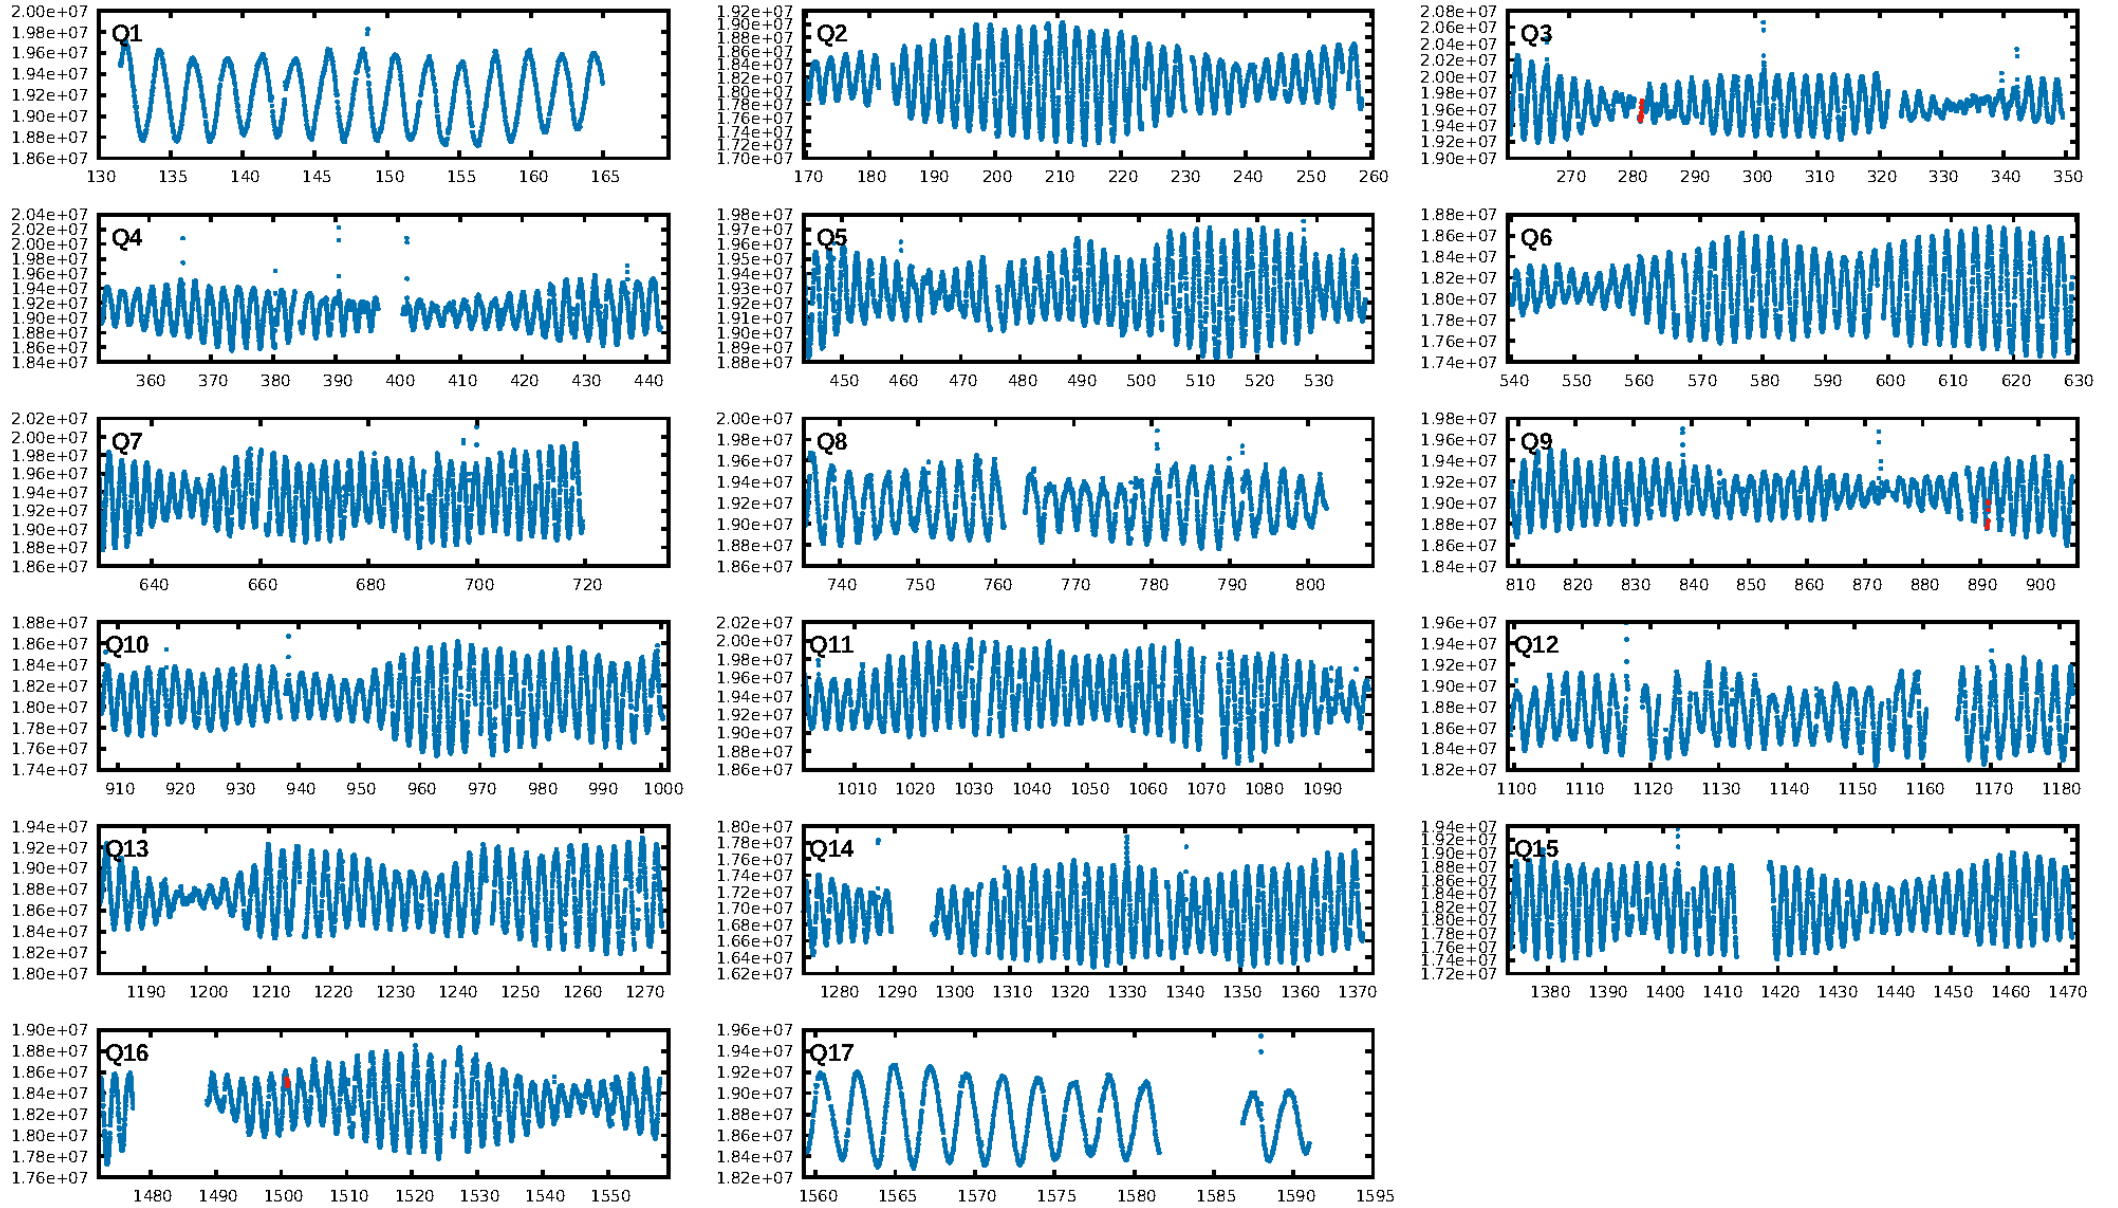 Q1
2.00e+07
1.98e+07
1.96e+07
1.94e+07
1.92e+07
1.90e+07
1.88e+07
1.86e+07
130 135 140 145 150 155 160 165
Q2
1.92e+07
1.90e+07
1.88e+07
1.86e+07
1.84e+07
1.82e+07
1.80e+07
1.78e+07
1.76e+07
1.74e+07
1.72e+07
1.70e+07
170 180 190 200 210 220 230 240 250 260
Q3
2.08e+07
2.06e+07
2.04e+07
2.02e+07
2.00e+07
1.98e+07
1.96e+07
1.94e+07
1.92e+07
1.90e+07
270 280 290 300 310 320 330 340 350
Q4
2.04e+07
2.02e+07
2.00e+07
1.98e+07
1.96e+07
1.94e+07
1.92e+07
1.90e+07
1.88e+07
1.86e+07
1.84e+07
360 370 380 390 400 410 420 430 440
Q5
1.98e+07
1.97e+07
1.96e+07
1.95e+07
1.94e+07
1.93e+07
1.92e+07
1.91e+07
1.90e+07
1.89e+07
1.88e+07
450 460 470 480 490 500 510 520 530
Q6
1.88e+07
1.86e+07
1.84e+07
1.82e+07
1.80e+07
1.78e+07
1.76e+07
1.74e+07
540 550 560 570 580 590 600 610 620 630
Q7
2.02e+07
2.00e+07
1.98e+07
1.96e+07
1.94e+07
1.92e+07
1.90e+07
1.88e+07
1.86e+07
640 660 680 700 720
Q8
2.00e+07
1.98e+07
1.96e+07
1.94e+07
1.92e+07
1.90e+07
1.88e+07
1.86e+07
740 750 760 770 780 790 800
Q9
1.98e+07
1.96e+07
1.94e+07
1.92e+07
1.90e+07
1.88e+07
1.86e+07
1.84e+07
810 820 830 840 850 860 870 880 890 900
Q10
1.88e+07
1.86e+07
1.84e+07
1.82e+07
1.80e+07
1.78e+07
1.76e+07
1.74e+07
910 920 930 940 950 960 970 980 990 1000
Q11
2.02e+07
2.00e+07
1.98e+07
1.96e+07
1.94e+07
1.92e+07
1.90e+07
1.88e+07
1.86e+07
1010 1020 1030 1040 1050 1060 1070 1080 1090
Q12
1.96e+07
1.94e+07
1.92e+07
1.90e+07
1.88e+07
1.86e+07
1.84e+07
1.82e+07
1100 1110 1120 1130 1140 1150 1160 1170 1180
Q13
1.94e+07
1.92e+07
1.90e+07
1.88e+07
1.86e+07
1.84e+07
1.82e+07
1.80e+07
1190 1200 1210 1220 1230 1240 1250 1260 1270
Q14
1.80e+07
1.78e+07
1.76e+07
1.74e+07
1.72e+07
1.70e+07
1.68e+07
1.66e+07
1.64e+07
1.62e+07
1280 1290 1300 1310 1320 1330 1340 1350 1360 1370
Q15
1.94e+07
1.92e+07
1.90e+07
1.88e+07
1.86e+07
1.84e+07
1.82e+07
1.80e+07
1.78e+07
1.76e+07
1.74e+07
1.72e+07
1380 1390 1400 1410 1420 1430 1440 1450 1460 1470
Q16
1.90e+07
1.88e+07
1.86e+07
1.84e+07
1.82e+07
1.80e+07
1.78e+07
1.76e+07
1480 1490 1500 1510 1520 1530 1540 1550
Q17
1.96e+07
1.94e+07
1.92e+07
1.90e+07
1.88e+07
1.86e+07
1.84e+07
1.82e+07
1560 1565 1570 1575 1580 1585 1590 1595